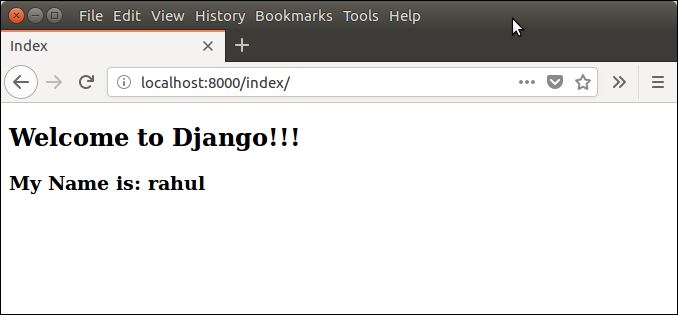 File Edit View History Bookmarks Tools Help
Index
localhost:8000/index/
Welcome to Django!!!
My Name is: rahul